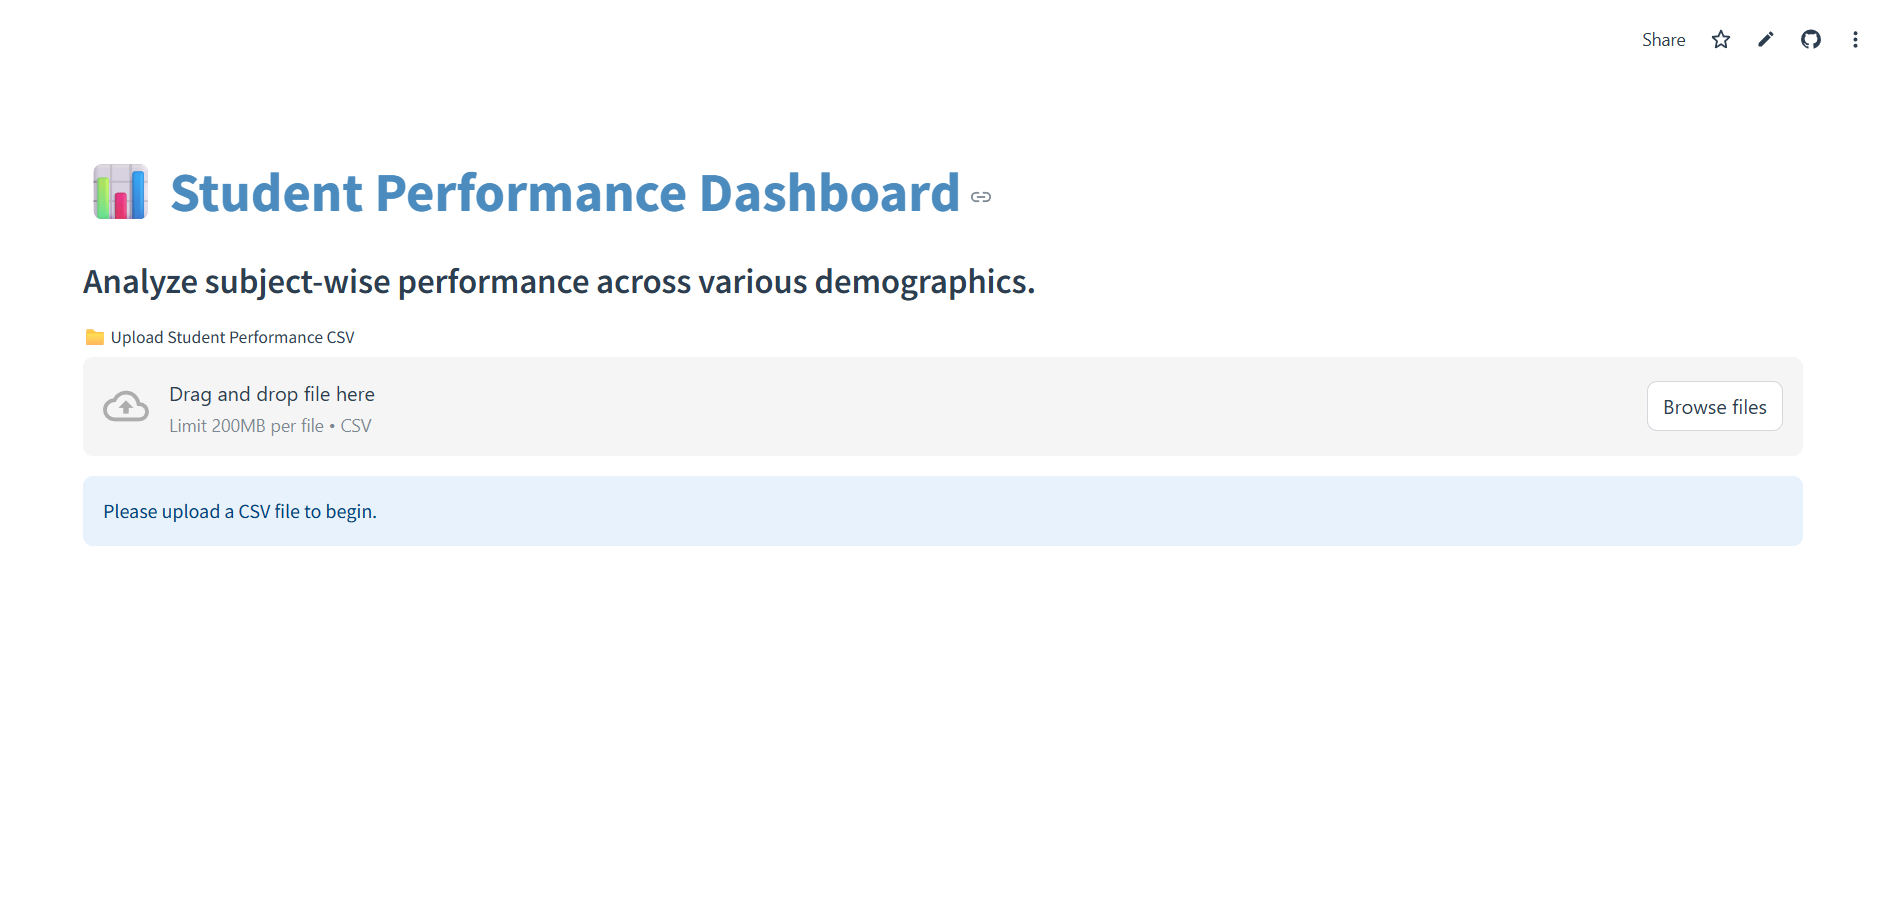 Share
Student Performance Dashboard
Analyze subject-wise performance across various demographics.
Upload Student Performance CSV
Drag and drop file here
Limit 200MB per file • CSV
Browse files
Please upload a CSV file to begin.